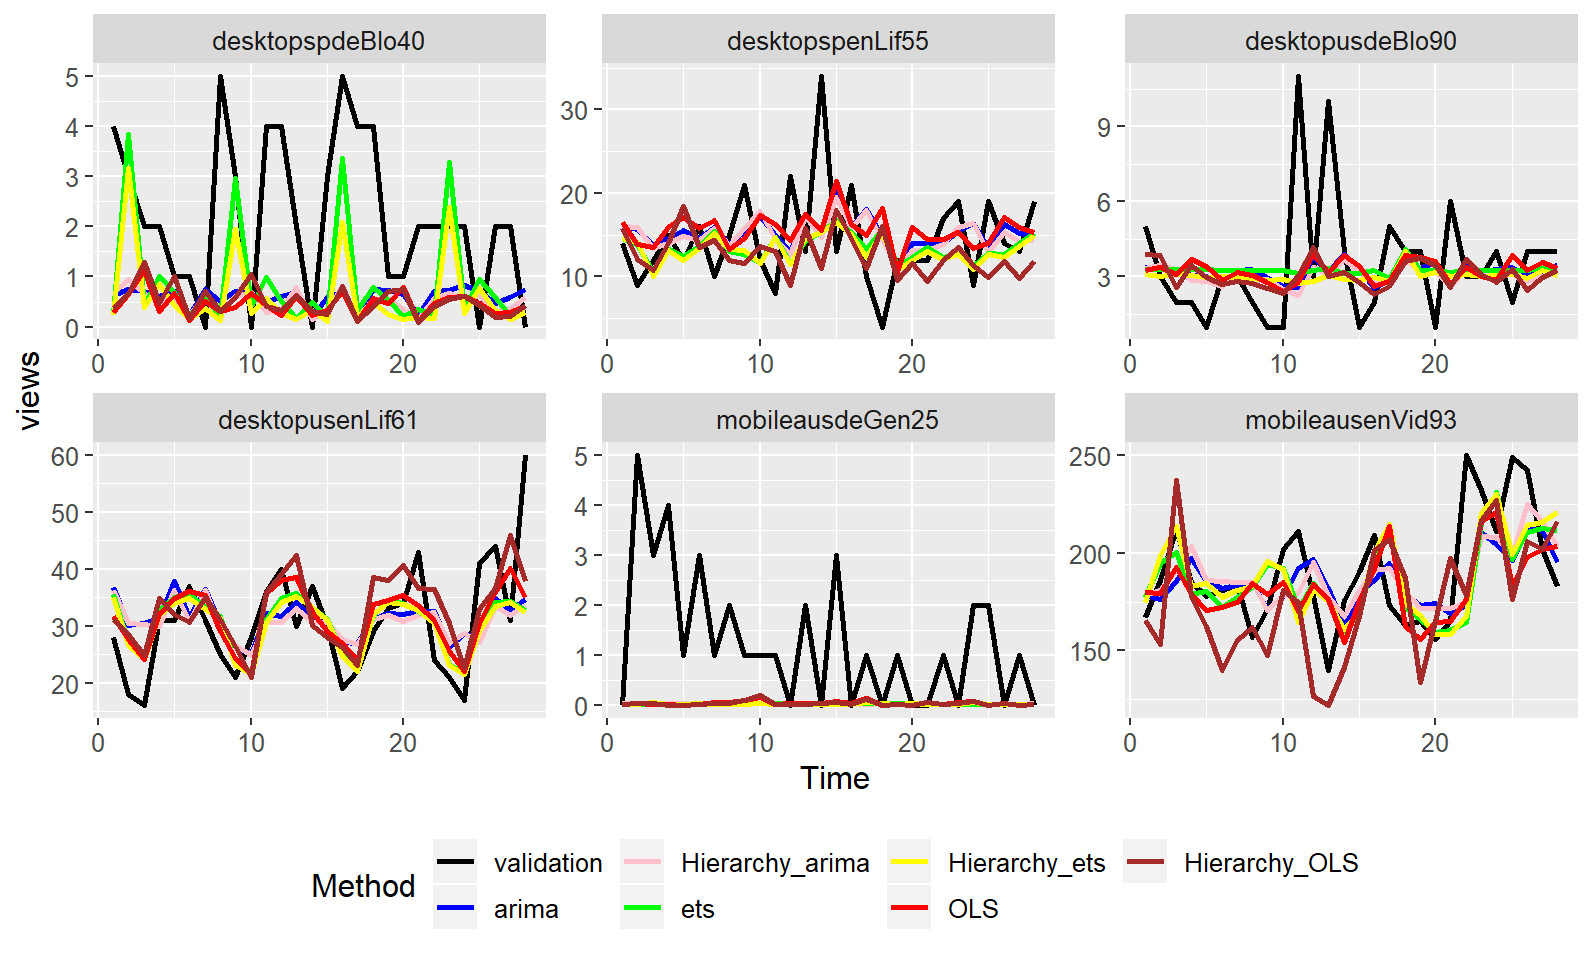 desktopspdeBlo40 desktopspenLif55 desktopusdeBlo90
5
4
3
2
1
0
30
20
10
9
6
3
0 10 20 0 10 20 0 10 20
views
desktopusenLif61 mobileausdeGen25 mobileausenVid93
60
50
40
30
20
5
4
3
2
1
0
250
200
150
0 10 20 0 10 20 0 10 20
Time
Method
validation Hierarchy_arima Hierarchy_ets Hierarchy_OLS
arima ets OLS